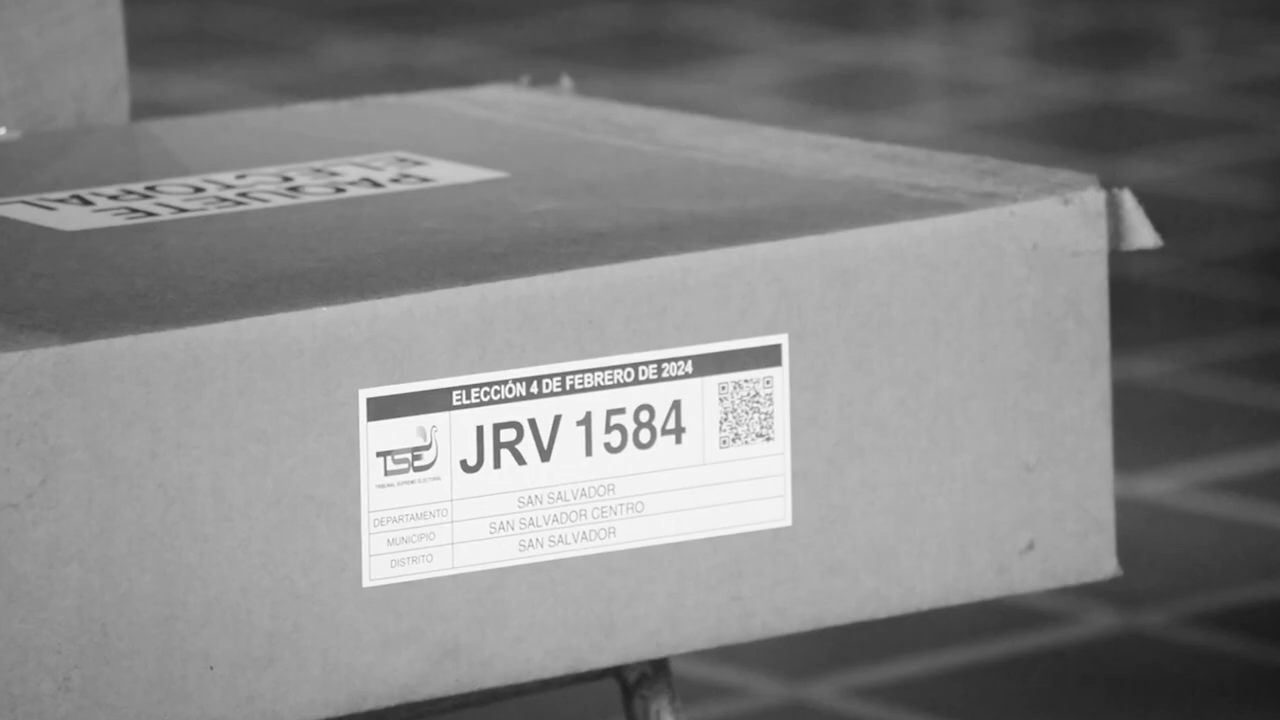 PAQUETE
ELECTORAL
ELECCIÓN 4 DE FEBRERO DE 2024
TSE
TRIBUNAL SUPREMO ELECTORAL
JRV 1584
DEPARTAMENTO SAN SALVADOR
MUNICIPIO SAN SALVADOR CENTRO
DISTRITO SAN SALVADOR